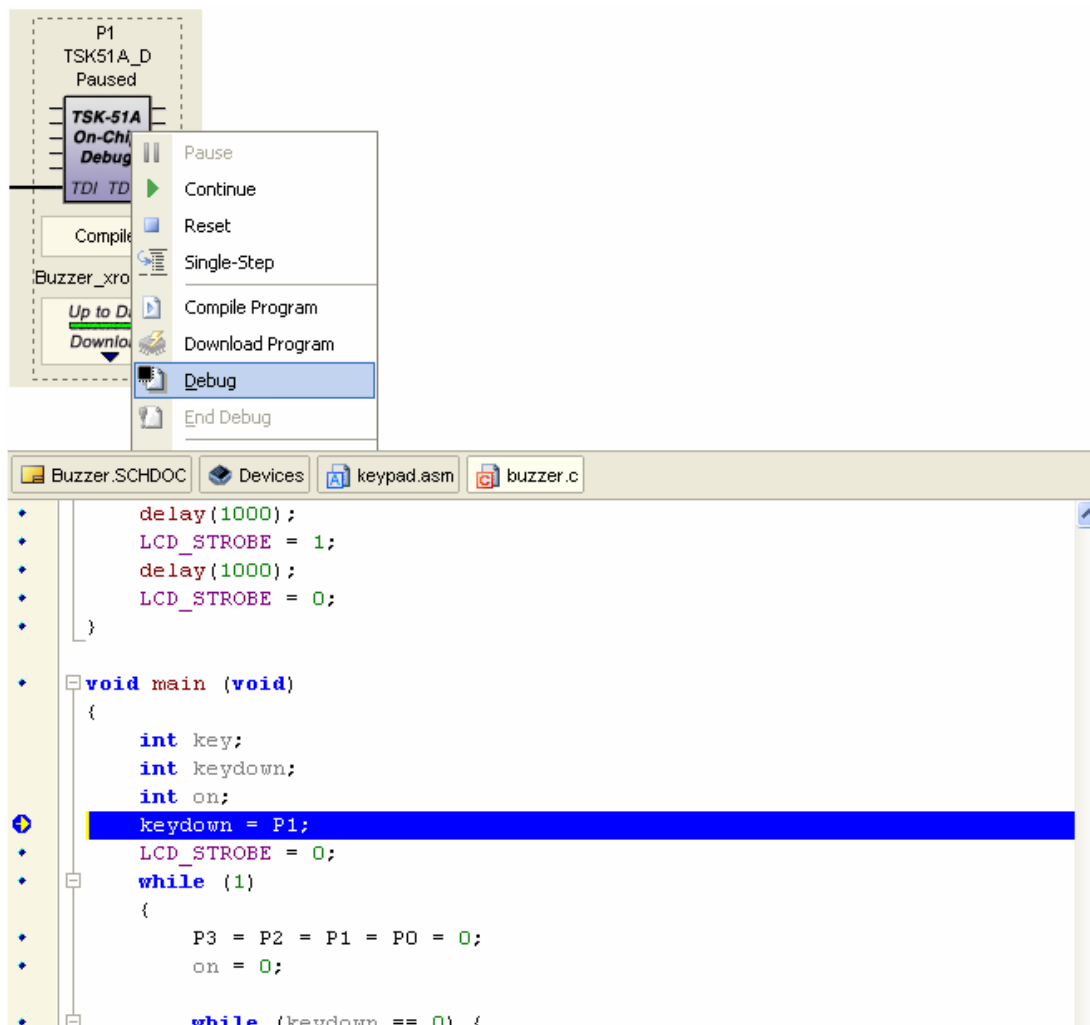 P1
TSK51A_D
Paused
TSK-51A
On-Chi
Debug
TDI TD
Pause
Continue
Reset
Single-Step
Compile
Compile Program
Buzzer_xro
Up to D
Download Program
Downlo
Debug
End Debug
Buzzer.SCHDOC Devices keypad.asm buzzer.c
delay(1000);
LCD_STROBE = 1;
delay(1000);
LCD_STROBE = 0;
}
void main (void)
{
int key;
int keydown;
int on;
keydown = P1;
LCD_STROBE = 0;
while (1)
{
P3 = P2 = P1 = P0 = 0;
on = 0;
while (keydown == 0) {